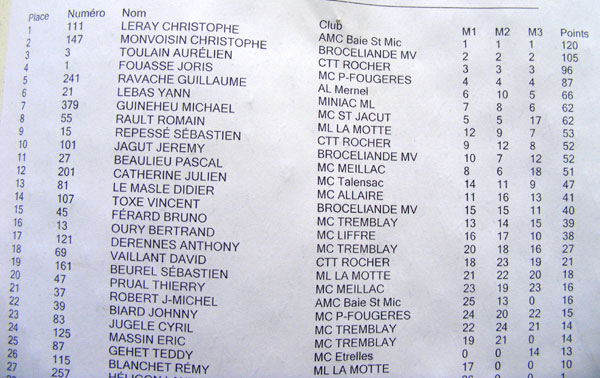 Place Numéro Nom Club M1 M2 M3 Points
1 111 LERAY CHRISTOPHE AMC Baie St Mic 1 1 1 120
2 147 MONVOISIN CHRISTOPHE BROCELIANDE MV 2 2 2 105
3 3 TOULAIN AURÉLIEN CTT ROCHER 3 3 3 96
4 1 FOUASSE JORIS MC P-FOUGERES 4 4 4 87
5 241 RAVACHE GUILLAUME AL Mernel 6 10 5 66
6 21 LEBAS YANN MINIAC ML 7 8 6 62
7 379 GUINEHEU MICHAEL MC ST JACUT 5 5 17 62
8 55 RAULT ROMAIN ML LA MOTTE 12 9 7 53
9 15 REPESSÉ SÉBASTIEN CTT ROCHER 9 12 8 52
10 101 JAGUT JEREMY BROCELIANDE MV 10 7 12 52
11 27 BEAULIEU PASCAL MC MEILLAC 8 6 18 51
12 201 CATHERINE JULIEN MC Talensac 14 11 9 47
13 81 LE MASLE DIDIER MC ALLAIRE 11 16 13 41
14 107 TOXE VINCENT BROCELIANDE MV 15 15 11 40
15 45 FÉRARD BRUNO MC TREMBLAY 13 14 15 39
16 13 OURY BERTRAND MC LIFFRE 16 17 10 38
17 121 DERENNES ANTHONY MC TREMBLAY 20 18 16 27
18 69 VAILLANT DAVID CTT ROCHER 18 23 19 21
19 161 BEUREL SÉBASTIEN ML LA MOTTE 21 22 20 18
20 47 PRUAL THIERRY MC MEILLAC 23 19 23 16
21 37 ROBERT J-MICHEL AMC Baie St Mic 25 13 0 16
22 39 BIARD JOHNNY MC P-FOUGERES 24 20 22 15
23 83 JUGELE CYRIL MC TREMBLAY 22 24 21 14
24 125 MASSIN ERIC MC TREMBLAY 19 21 0 14
25 87 GEHET TEDDY MC Etrelles 0 0 14 13
26 115 BLANCHET RÉMY ML LA MOTTE 17 0 0 10
27 257